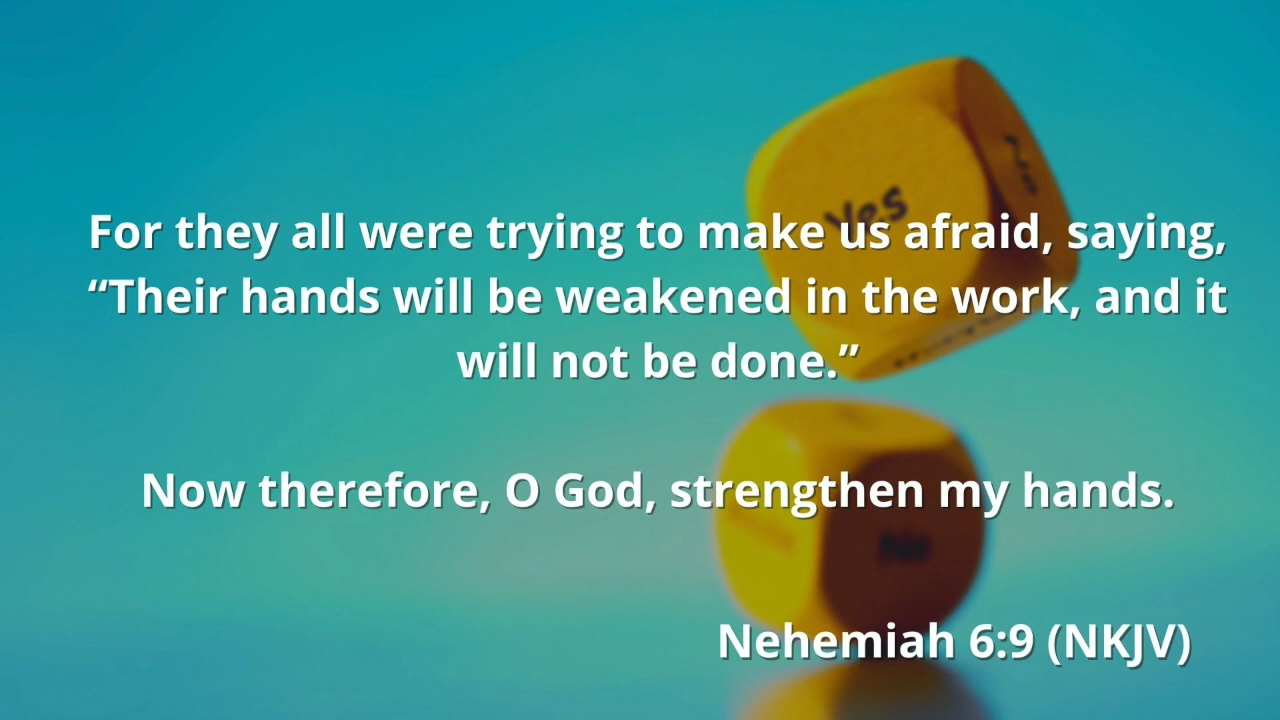 Yes
No
For they all were trying to make us afraid, saying,
“Their hands will be weakened in the work, and it
will not be done.”
Now therefore, O God, strengthen my hands.
No
Nehemiah 6:9 (NKJV)